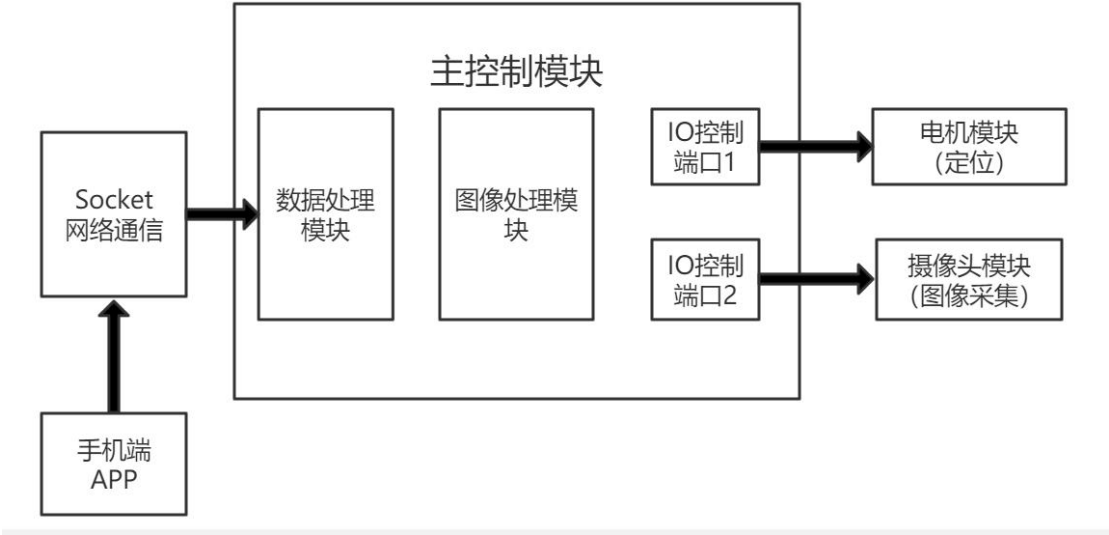 主控制模块
Socket
网络通信
数据处理
模块
图像处理模
块
IO控制
端口1
电机模块
（定位）
IO控制
端口2
摄像头模块
（图像采集）
手机端
APP